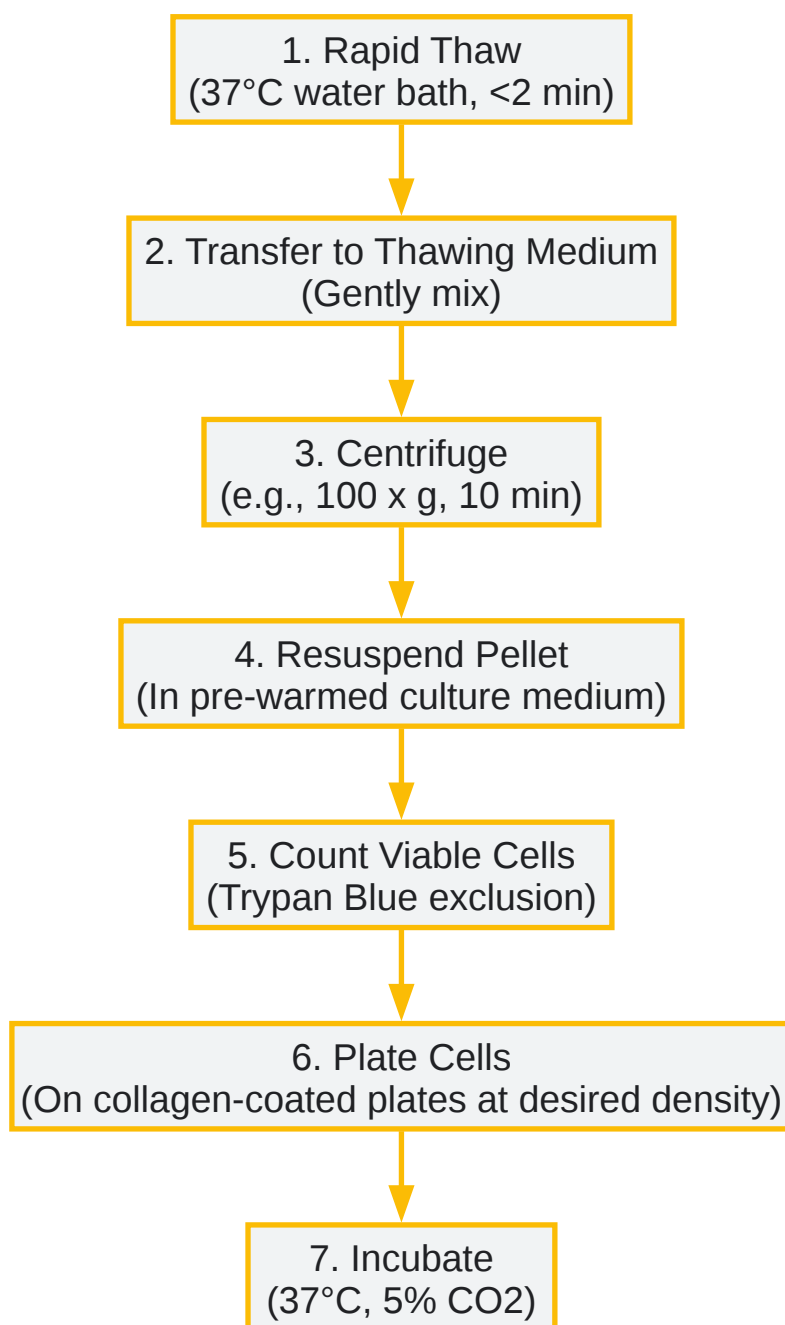 1. Rapid Thaw
(37°C water bath, <2 min)
2. Transfer to Thawing Medium
(Gently mix)
3. Centrifuge
(e.g., 100 x g, 10 min)
4. Resuspend Pellet
(In pre-warmed culture medium)
5. Count Viable Cells
(Trypan Blue exclusion)
6. Plate Cells
(On collagen-coated plates at desired density)
7. Incubate
(37°C, 5% CO2)